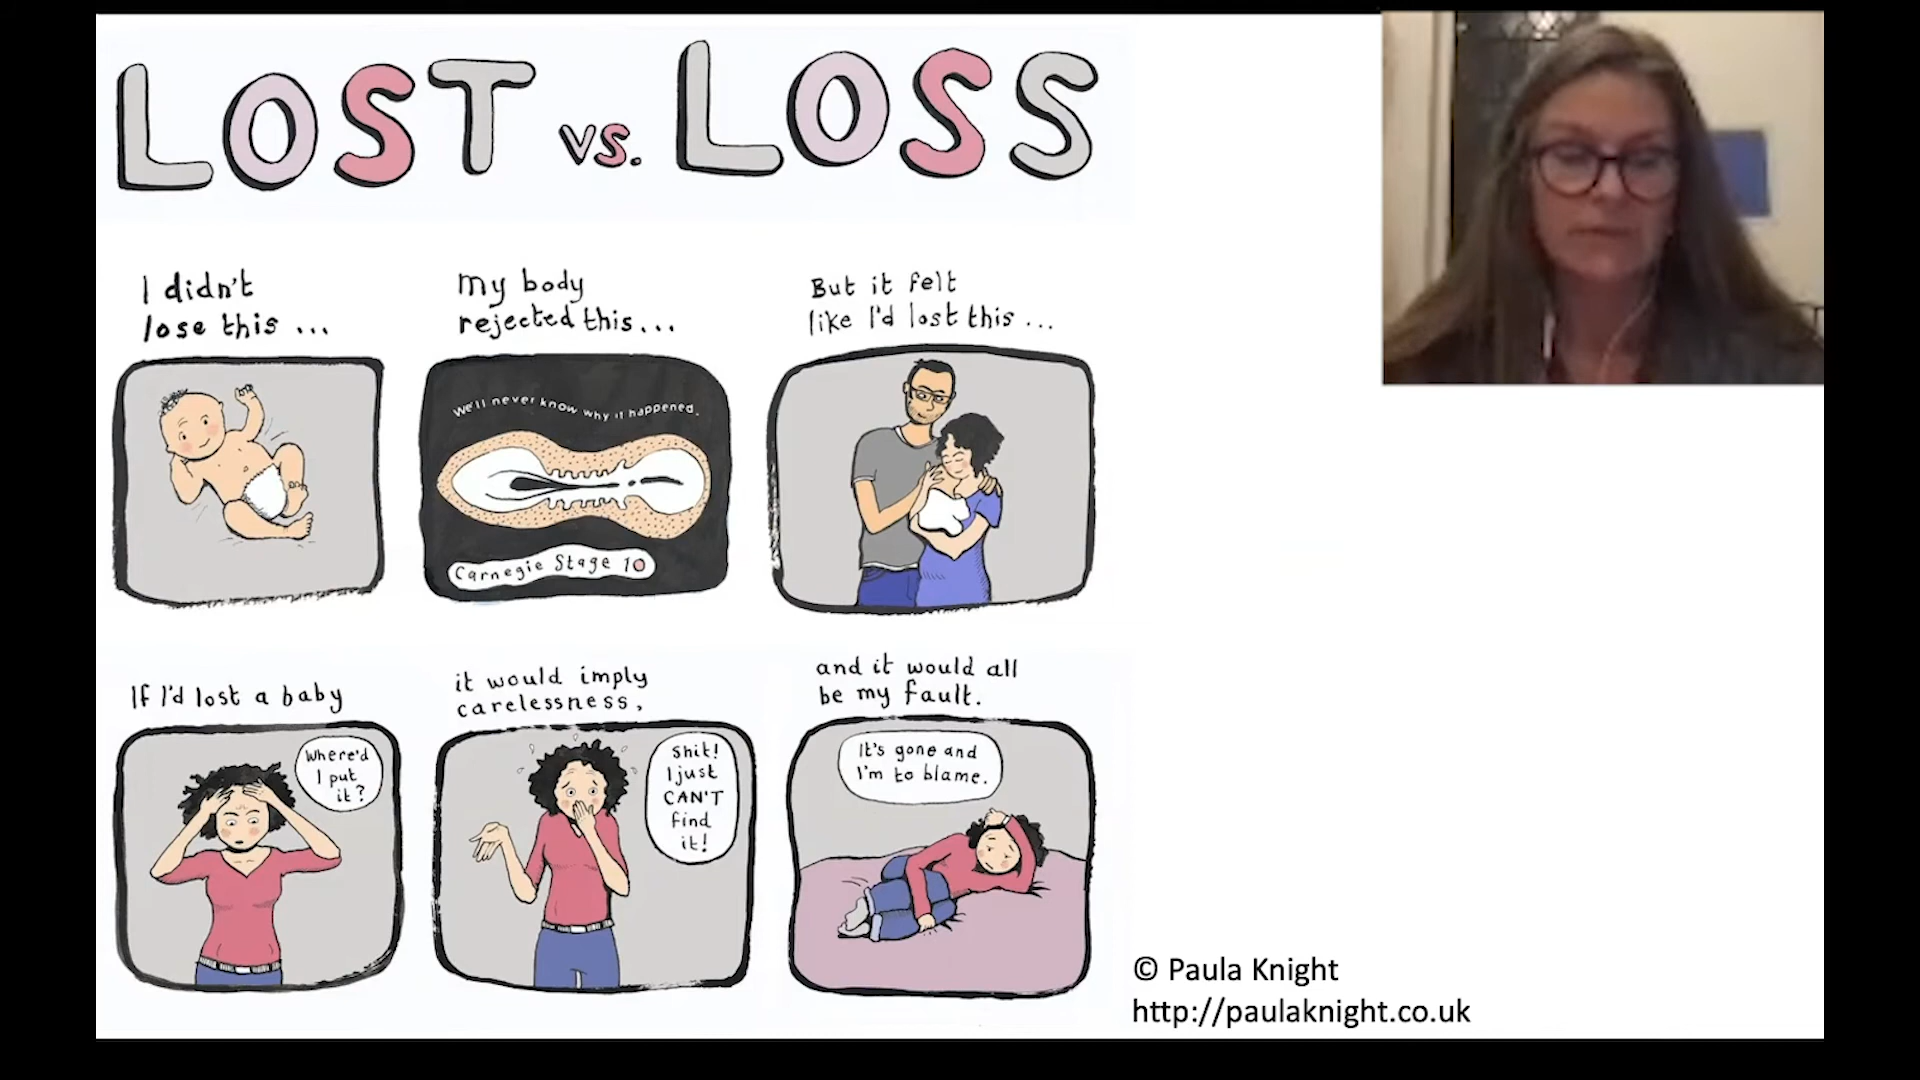 LOST vs. LOSS
I didn't
lose this ...
My body
rejected this...
But it felt
like I'd lost this ...
We'll never know why it happened.
Carnegie Stage 10
If I'd lost a baby
it would imply
carelessness,
and it would all
be my fault.
Where'd
I put
it?
Shit!
I just
CAN'T
find
it!
It's gone and
I'm to blame.
© Paula Knight
http://paulaknight.co.uk